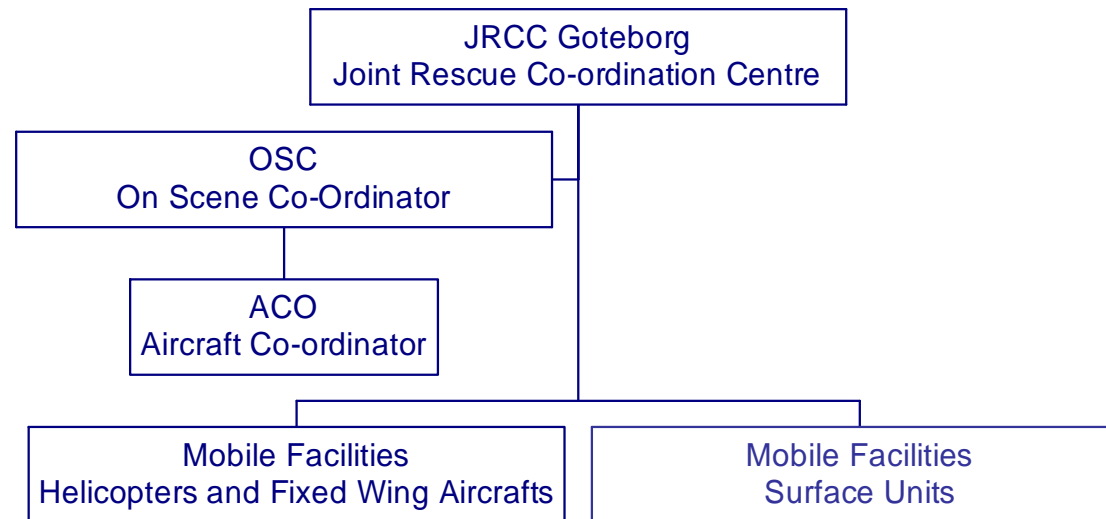 JRCC Goteborg
Joint Rescue Co-ordination Centre
OSC
On Scene Co-Ordinator
ACO
Aircraft Co-ordinator
Mobile Facilities
Helicopters and Fixed Wing Aircrafts
Mobile Facilities
Surface Units